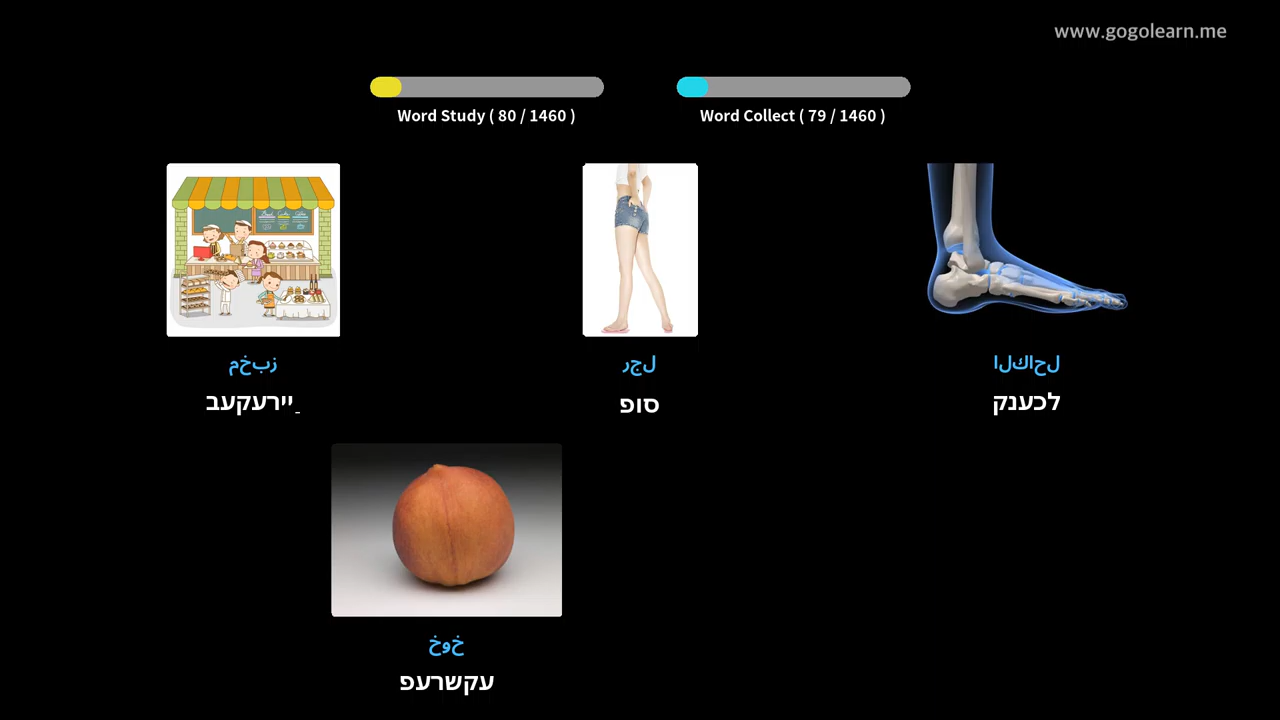 www.gogolearn.me
Word Study ( 80 / 1460 )
Word Collect ( 79 / 1460 )
مخبز
בעקערייַ
رجل
פוס
الكاحل
קנעכל
خوخ
פערשקע